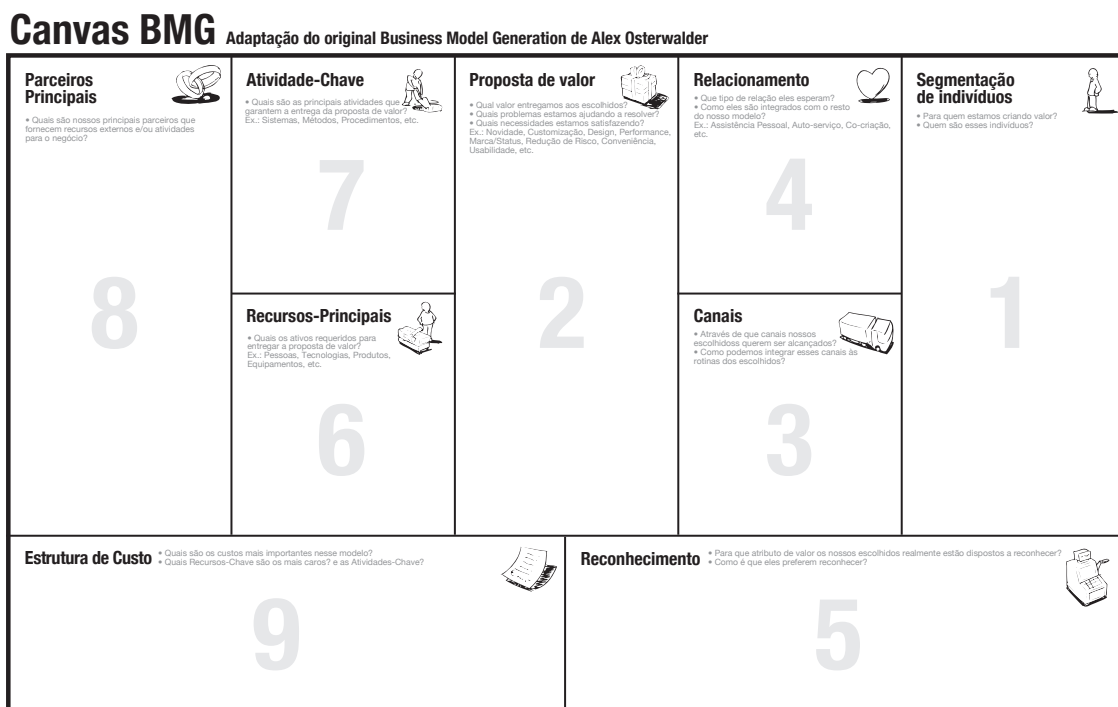 Canvas BMG Adaptação do original Business Model Generation de Alex Osterwalder
Parceiros
Principais
• Quais são nossos principais parceiros que
fornecem recursos externos e/ou atividades
para o negócio?
8
Atividade-Chave
• Quais são as principais atividades que
garantem a entrega da proposta de valor?
Ex.: Sistemas, Métodos, Procedimentos, etc.
7
Recursos-Principais
• Quais os ativos requeridos para
entregar a proposta de valor?
Ex.: Pessoas, Tecnologias, Produtos,
Equipamentos, etc.
6
Proposta de valor
• Qual valor entregamos aos escolhidos?
• Quais problemas estamos ajudando a resolver?
• Quais necessidades estamos satisfazendo?
Ex.: Novidade, Customização, Design, Performance,
Marca/Status, Redução de Risco, Conveniência,
Usabilidade, etc.
2
Relacionamento
• Que tipo de relação eles esperam?
• Como eles são integrados com o resto
do nosso modelo?
Ex.: Assistência Pessoal, Auto-serviço, Co-criação,
etc.
4
Canais
• Através de que canais nossos
escolhidoss querem ser alcançados?
• Como podemos integrar esses canais às
rotinas dos escolhidos?
3
Segmentação
de indivíduos
• Para quem estamos criando valor?
• Quem são esses indivíduos?
1
Estrutura de Custo
• Quais são os custos mais importantes nesse modelo?
• Quais Recursos-Chave são os mais caros? e as Atividades-Chave?
9
Reconhecimento
• Para que atributo de valor os nossos escolhidos realmente estão dispostos a reconhecer?
• Como é que eles preferem reconhecer?
5